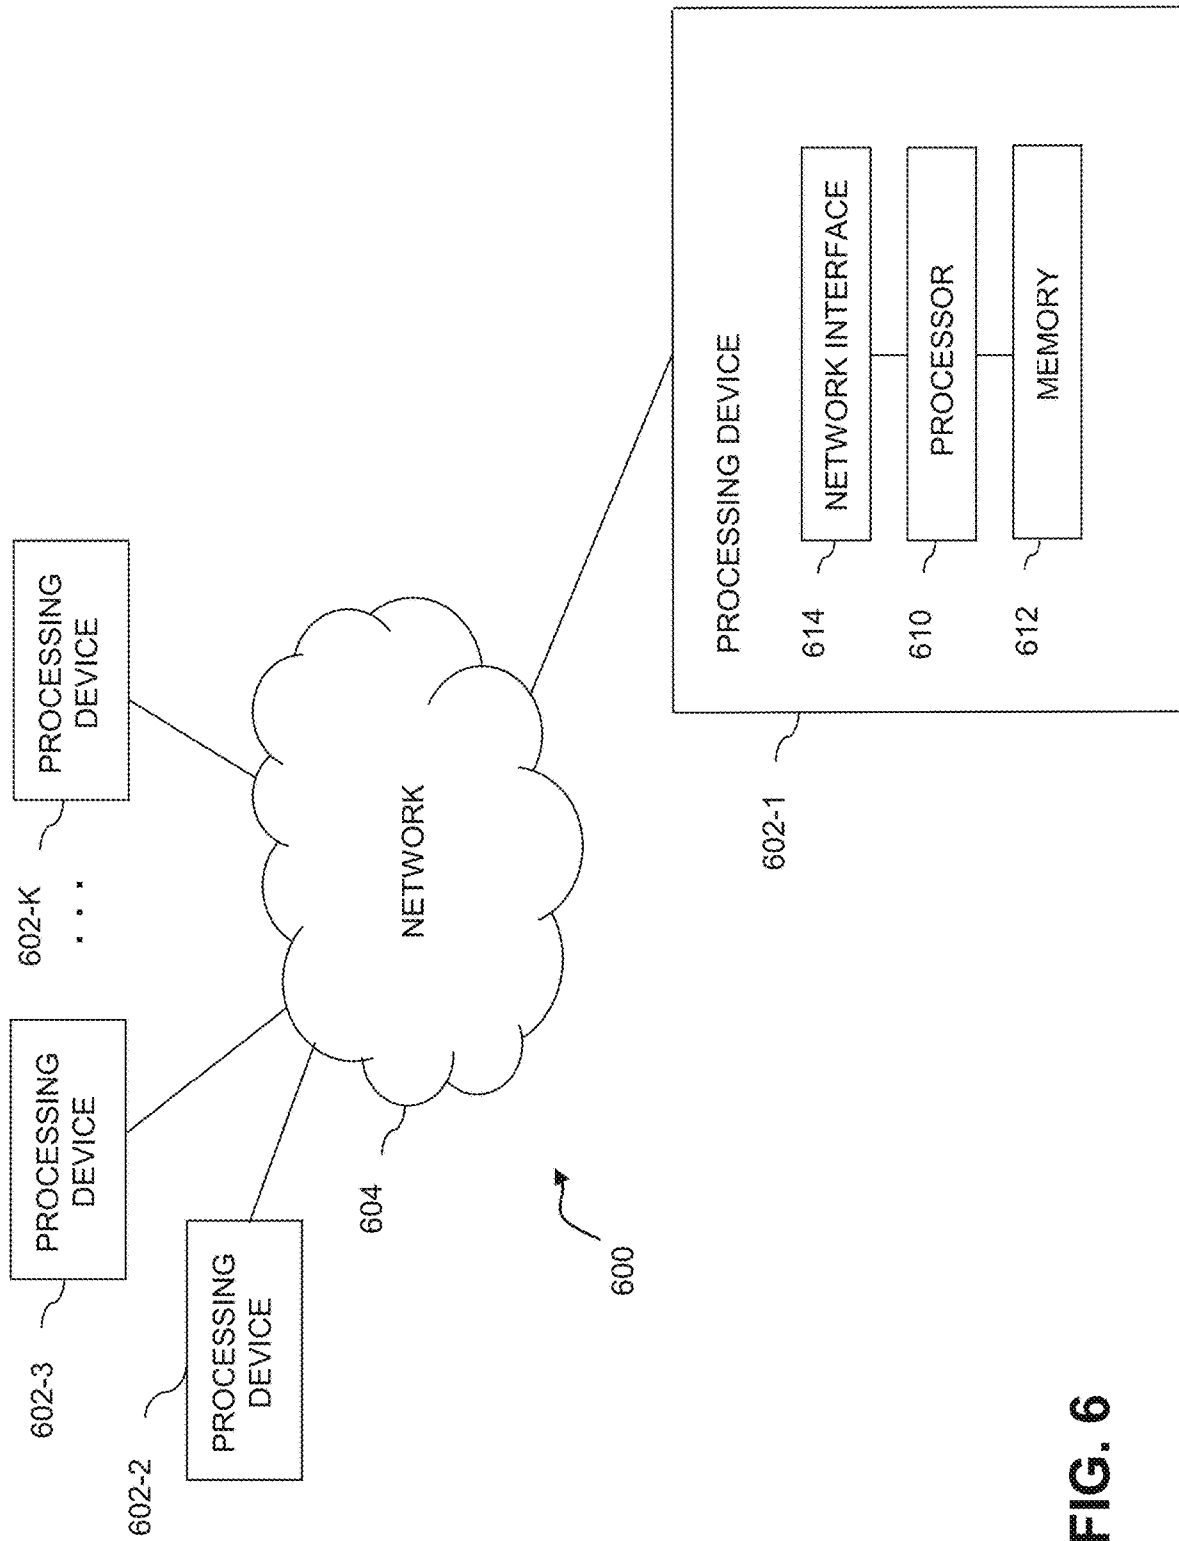 602-2
PROCESSING
DEVICE
602-3
PROCESSING
DEVICE
602-K
. . .
PROCESSING
DEVICE
604
NETWORK
600
602-1
PROCESSING DEVICE
614
NETWORK INTERFACE
610
PROCESSOR
612
MEMORY
FIG. 6